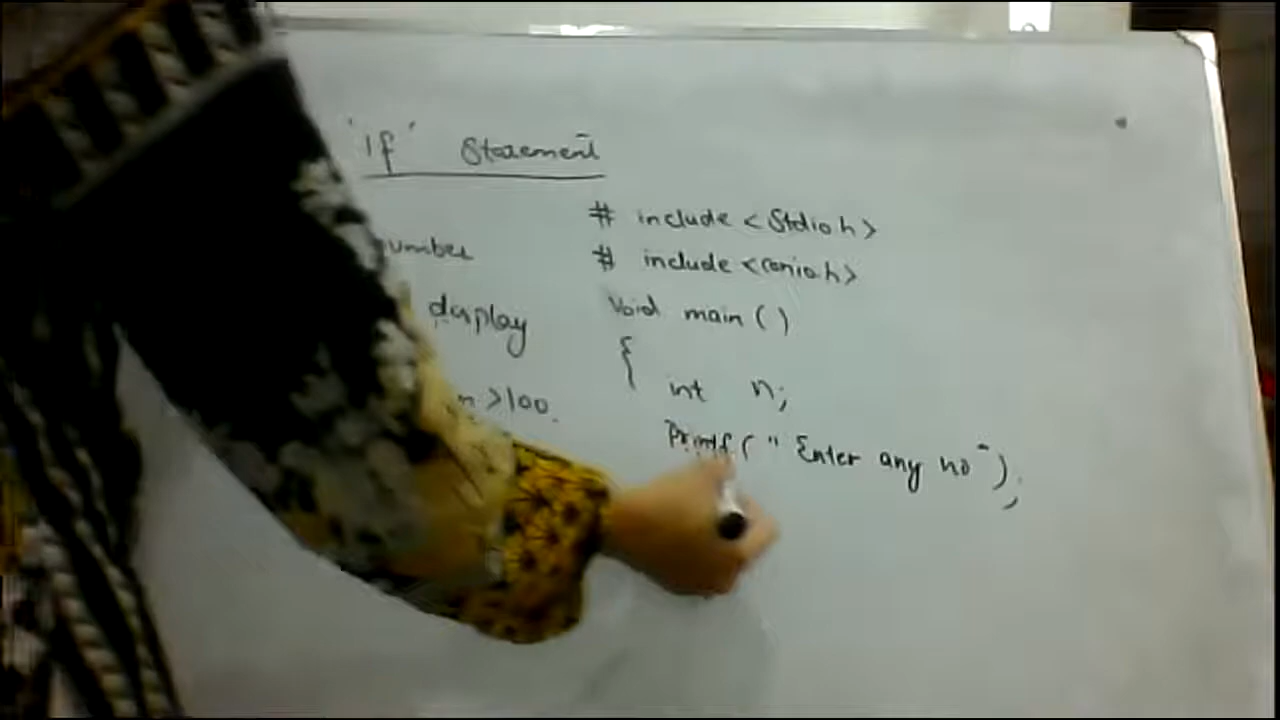 'if' Statement
number
display
n >100.
# include <Stdio.h>
# include <conio.h>
Void main ()
{
int n;
Printf( " Enter any no");